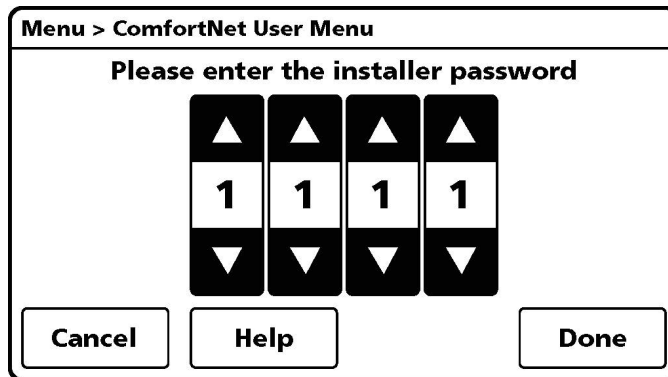 Menu > ComfortNet User Menu
Please enter the installer password
1 1 1 1
Cancel Help Done